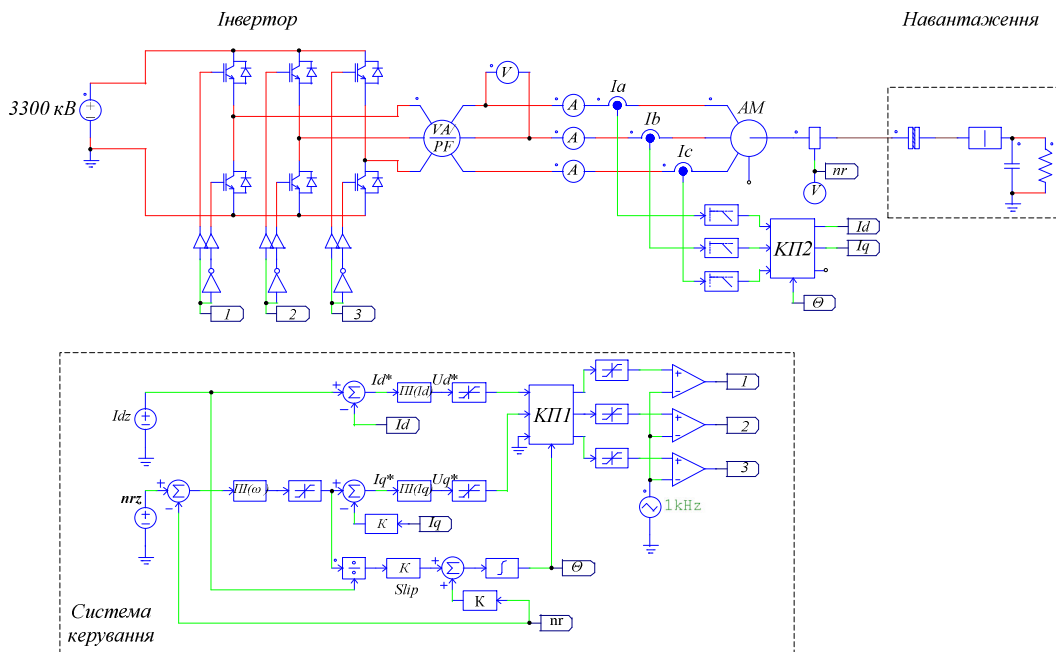 Інвертор
Навантаження
3300 кВ
V
VA
PF
A
A
A
Ia
Ib
Ic
AM
nr
V
КП2
Id
Iq
Θ
1
2
3
Idz
Id*
ПІ(Id)
Ud*
Id
КП1
1
2
3
nrz
ПІ(ω)
Iq*
ПІ(Iq)
Uq*
К
Iq
1kHz
К
Slip
Θ
К
nr
Система
керування